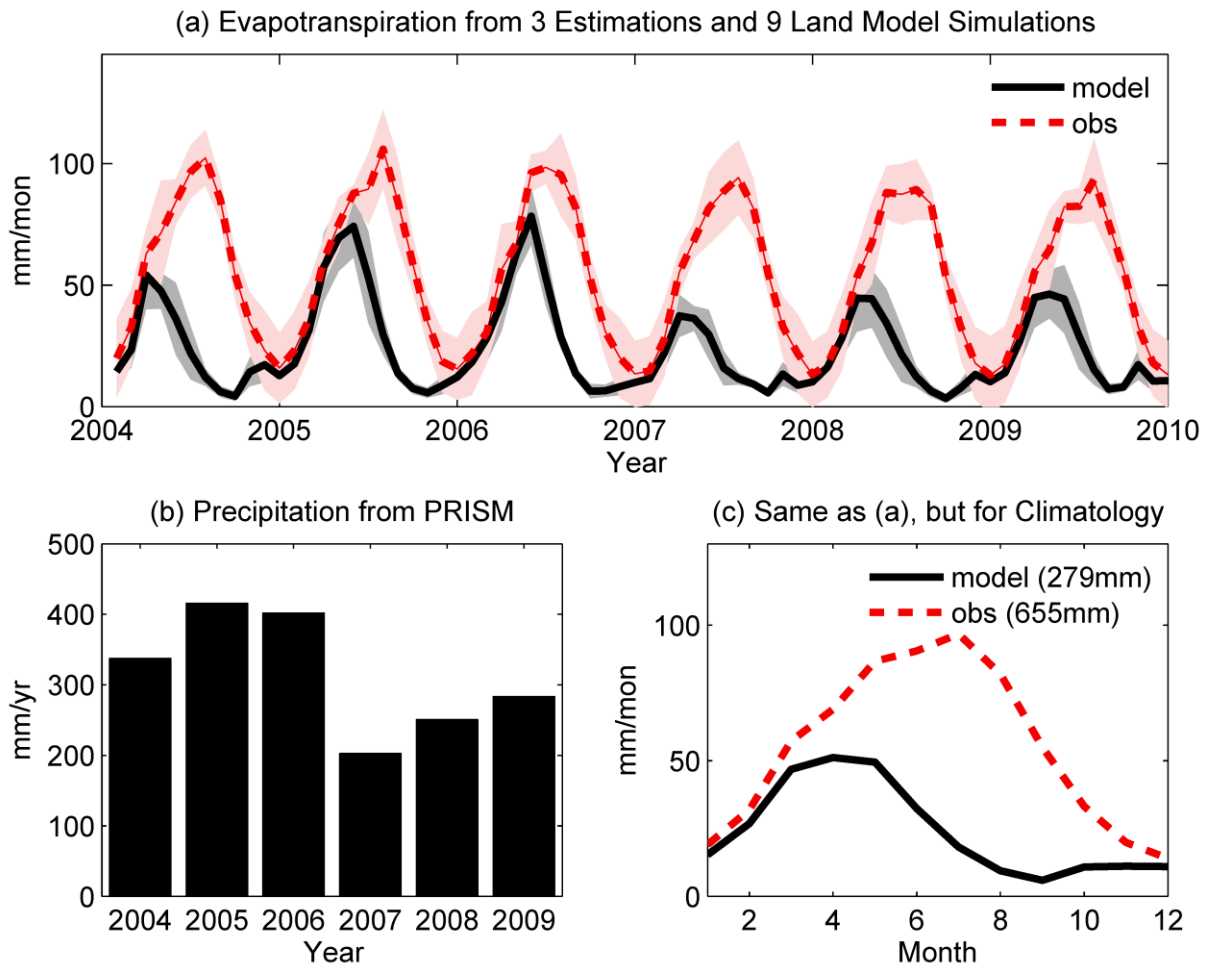 (a) Evapotranspiration from 3 Estimations and 9 Land Model Simulations
model
obs
100
50
0
mm/mon
2004 2005 2006 2007 2008 2009 2010
Year
(b) Precipitation from PRISM
500
400
300
200
100
0
mm/yr
2004 2005 2006 2007 2008 2009
Year
(c) Same as (a), but for Climatology
model (279mm)
obs (655mm)
100
50
0
mm/mon
2 4 6 8 10 12
Month